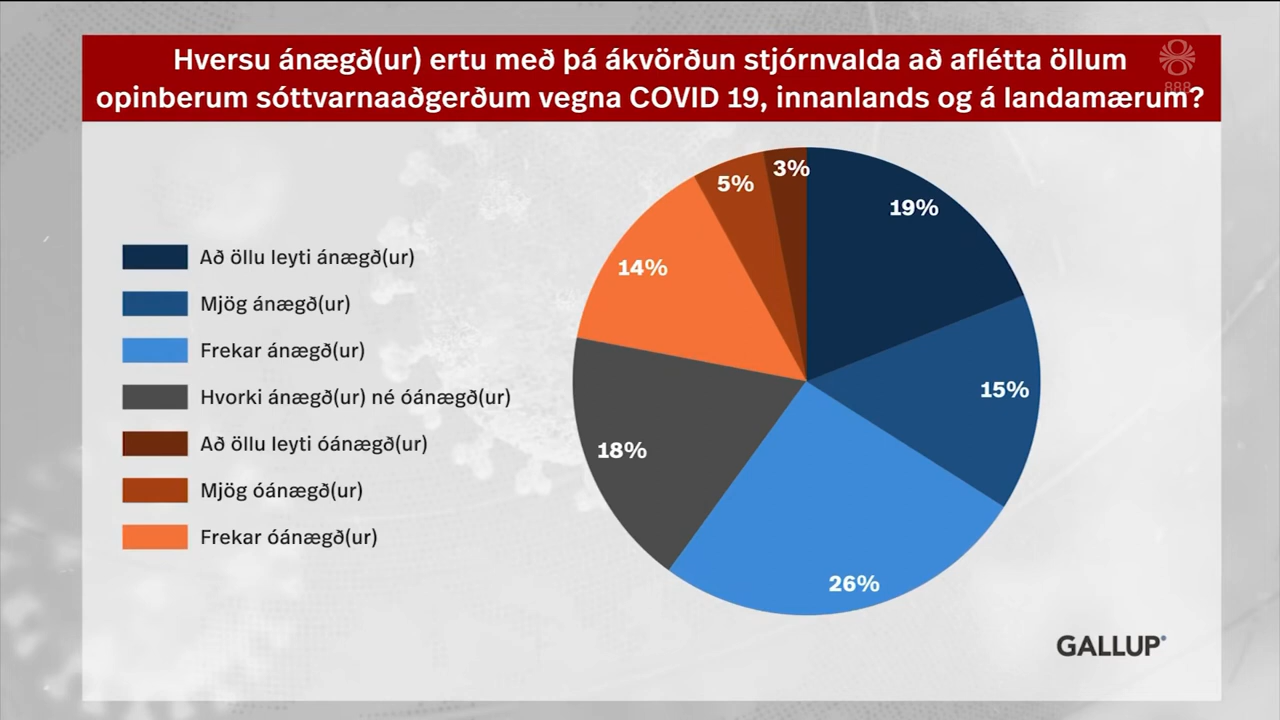 Hversu ánægð(ur) ertu með þá ákvörðun stjórnvalda að aflétta öllum
opinberum sóttvarnaaðgerðum vegna COVID 19, innanlands og á landamærum?
888
Að öllu leyti ánægð(ur)
Mjög ánægð(ur)
Frekar ánægð(ur)
Hvorki ánægð(ur) né óánægð(ur)
Að öllu leyti óánægð(ur)
Mjög óánægð(ur)
Frekar óánægð(ur)
3%
5%
19%
14%
15%
18%
26%
GALLUP